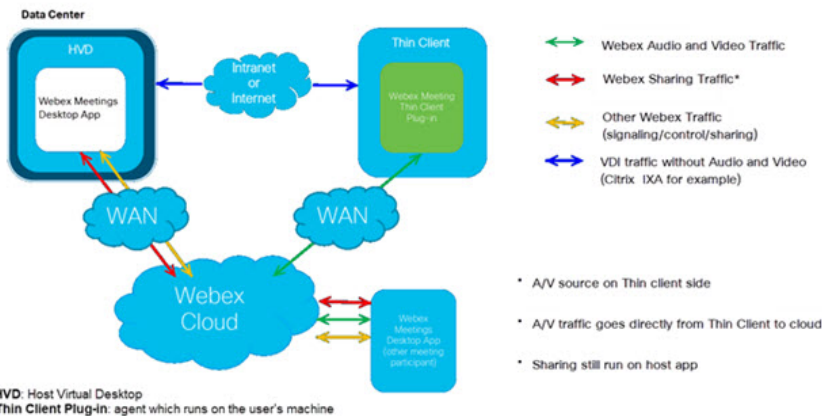 Data Center
HVD
Webex Meetings
Desktop App
Intranet
or
Internet
Thin Client
Webex Meeting
Thin Client
Plug-in
WAN
WAN
Webex
Cloud
Webex
Meetings
Desktop App
(other meeting
participant)
Webex Audio and Video Traffic
Webex Sharing Traffic*
Other Webex Traffic
(signaling/control/sharing)
VDI traffic without Audio and Video
(Citrix IXA for example)
* A/V source on Thin client side
* A/V traffic goes directly from Thin Client to cloud
* Sharing still run on host app
HVD: Host Virtual Desktop
Thin Client Plug-in: agent which runs on the user's machine